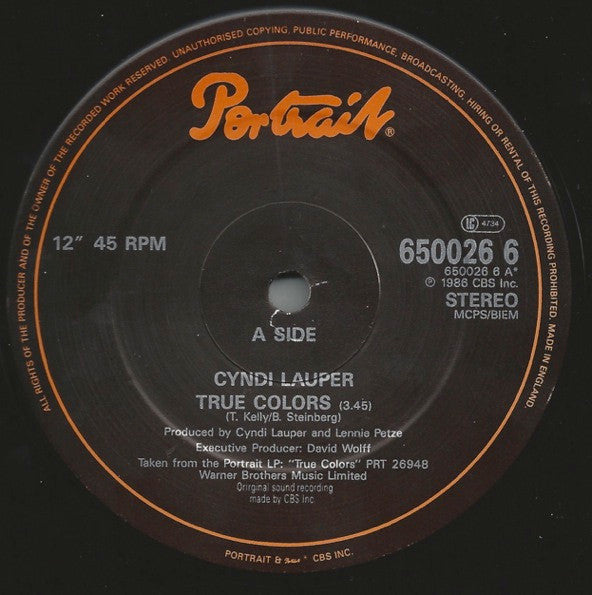 ALL RIGHTS OF THE PRODUCER AND OF THE OWNER OF THE RECORDED WORK RESERVED. UNAUTHORISED COPYING, PUBLIC PERFORMANCE, BROADCASTING, HIRING OR RENTAL OF THIS RECORDING PROHIBITED. MADE IN ENGLAND.
Portrait®
12" 45 RPM
LC 4734
650026 6
650026 6 A*
℗ 1986 CBS Inc.
STEREO
MCPS/BIEM
A SIDE
CYNDI LAUPER
TRUE COLORS (3.45)
(T. Kelly/B. Steinberg)
Produced by Cyndi Lauper and Lennie Petze
Executive Producer: David Wolff
Taken from the Portrait LP: "True Colors" PRT 26948
Warner Brothers Music Limited
Orirginal sound recording
made by CBS Inc.
PORTRAIT & CBS INC.